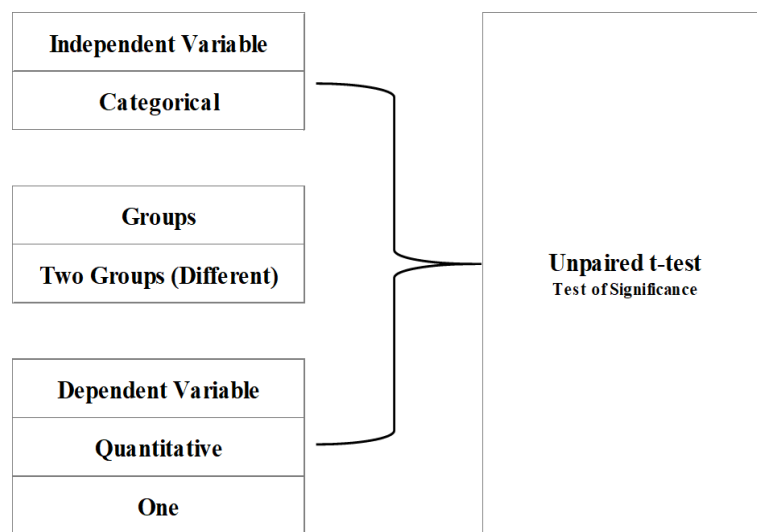 Independent Variable
Categorical
Groups
Two Groups (Different)
Dependent Variable
Quantitative
One
Unpaired t-test
Test of Significance